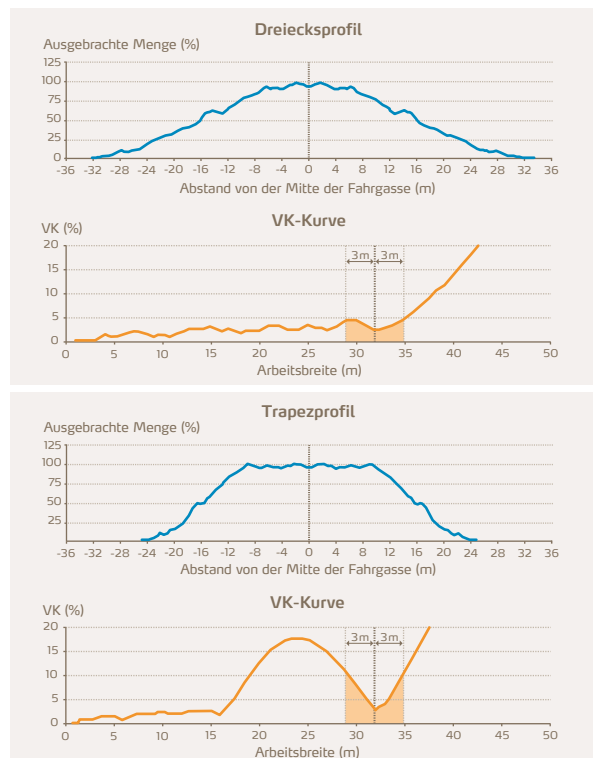 Dreiecksprofil
Ausgebrachte Menge (%)
125
100
75
50
25
0
-36 -32 -28 -24 -20 -16 -12 -8 -4 0 4 8 12 16 20 24 28 32 36
Abstand von der Mitte der Fahrgasse (m)
VK-Kurve
VK (%)
20
15
10
5
0
3m 3m
0 5 10 15 20 25 30 35 40 45 50
Arbeitsbreite (m)
Trapezprofil
Ausgebrachte Menge (%)
125
100
75
50
25
-36 -32 -28 -24 -20 -16 -12 -8 -4 0 4 8 12 16 20 24 28 32 36
Abstand von der Mitte der Fahrgasse (m)
VK-Kurve
VK (%)
20
15
10
5
0
3m 3m
0 5 10 15 20 25 30 35 40 45 50
Arbeitsbreite (m)